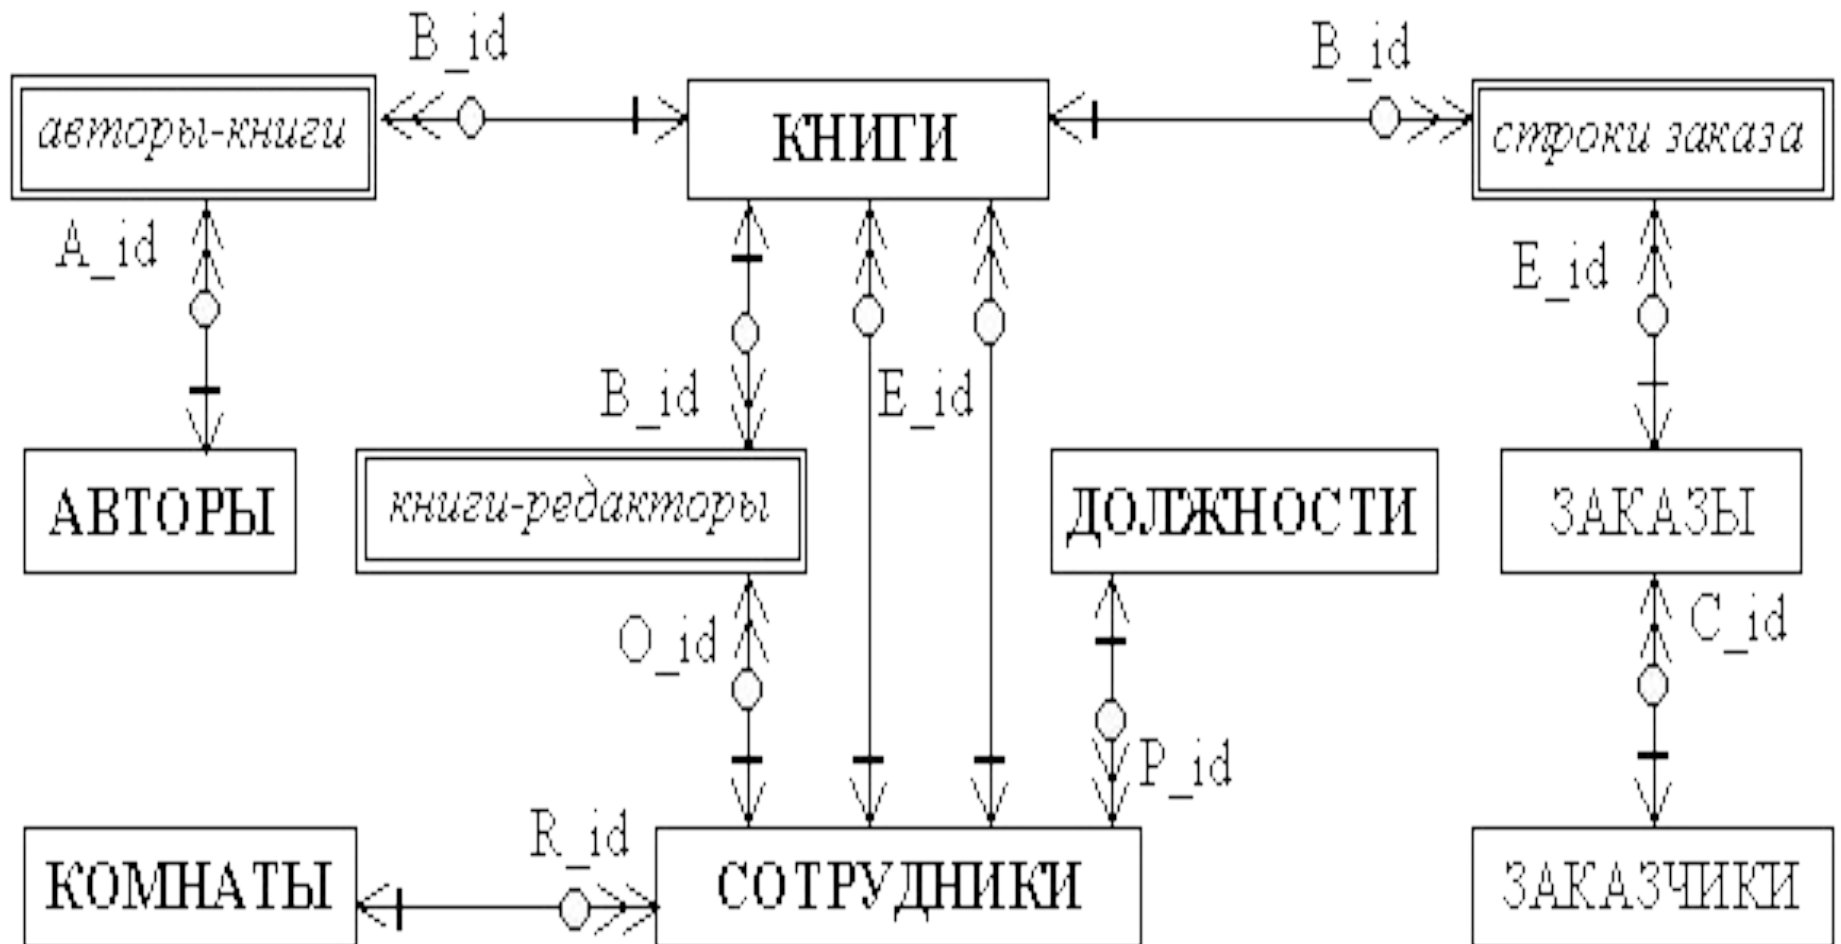 B_id
B_id
авторы-книги
КНИГИ
строки заказа
A_id
E_id
B_id
E_id
АВТОРЫ
книги-редакторы
ДОЛЖНОСТИ
ЗАКАЗЫ
O_id
C_id
P_id
R_id
КОМНАТЫ
СОТРУДНИКИ
ЗАКАЗЧИКИ